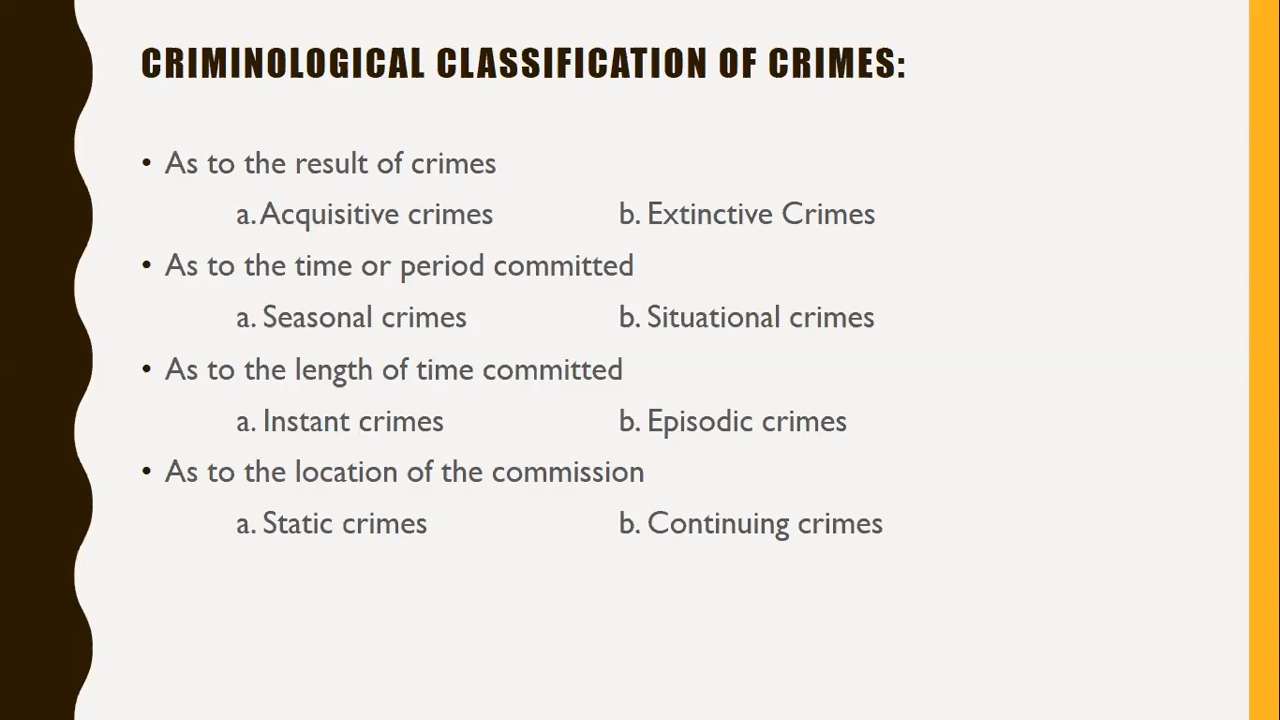 CRIMINOLOGICAL CLASSIFICATION OF CRIMES:
• As to the result of crimes
a. Acquisitive crimes b. Extinctive Crimes
• As to the time or period committed
a. Seasonal crimes b. Situational crimes
• As to the length of time committed
a. Instant crimes b. Episodic crimes
• As to the location of the commission
a. Static crimes b. Continuing crimes